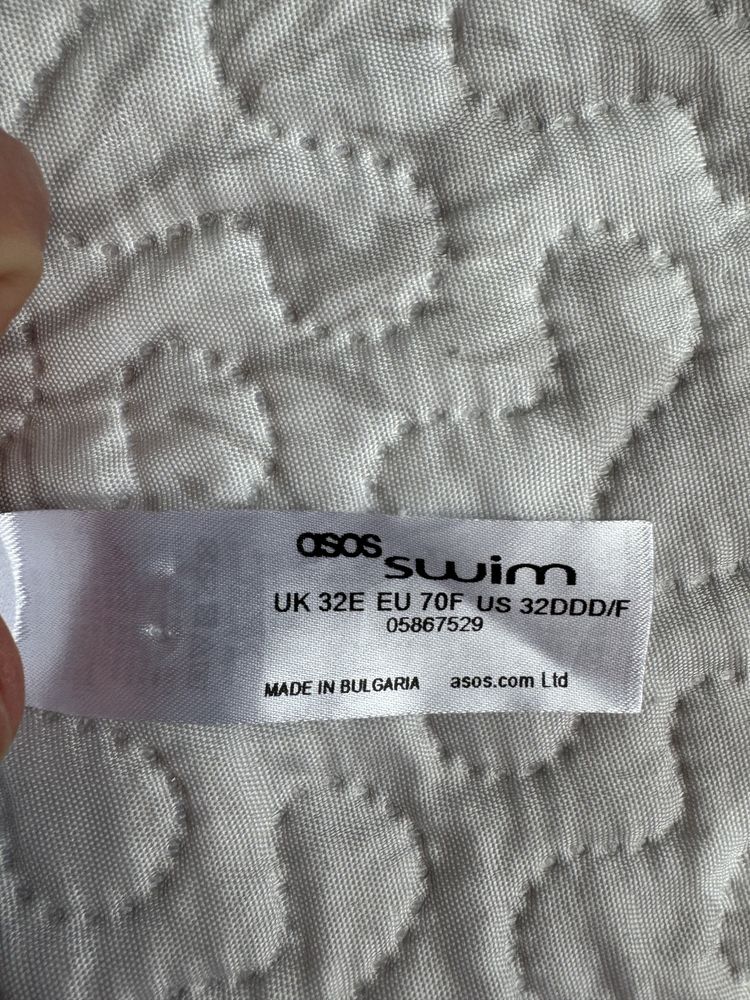 asos swim
UK 32E EU 70F US 32DDD/F
05867529
MADE IN BULGARIA asos.com Ltd